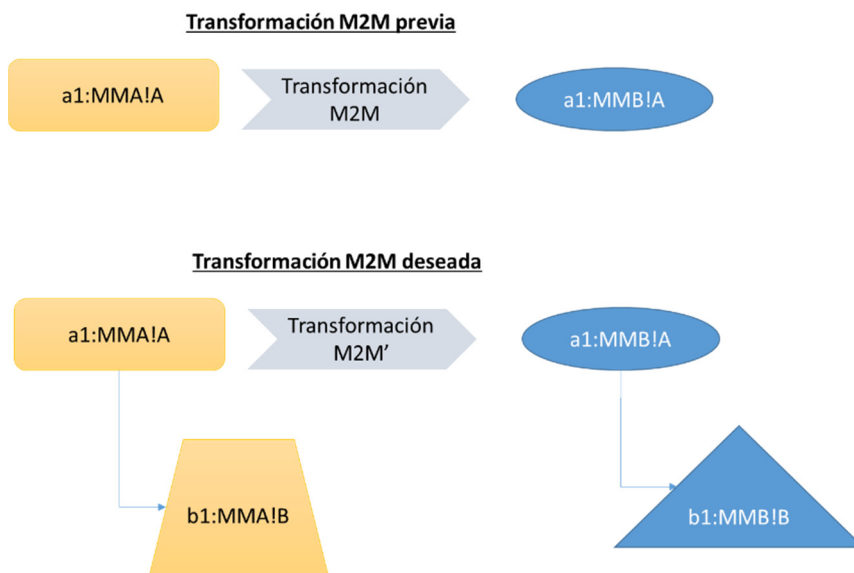 Transformación M2M previa
a1:MMA!A
Transformación
M2M
a1:MMB!A
Transformación M2M deseada
a1:MMA!A
Transformación
M2M’
a1:MMB!A
b1:MMA!B
b1:MMB!B